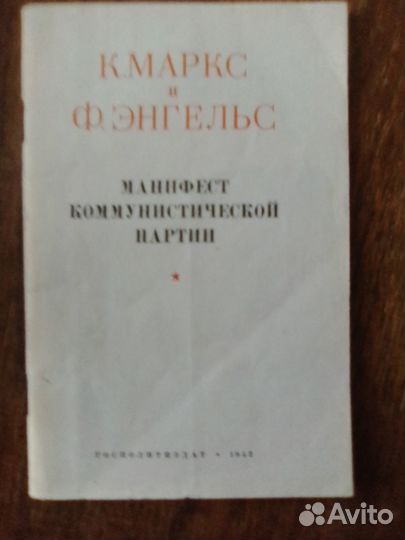 К. МАРКС
и
Ф. ЭНГЕЛЬС
МАНИФЕСТ
КОММУНИСТИЧЕСКОЙ
ПАРТИИ
ГОСПОЛИТИЗДАТ •
Avito